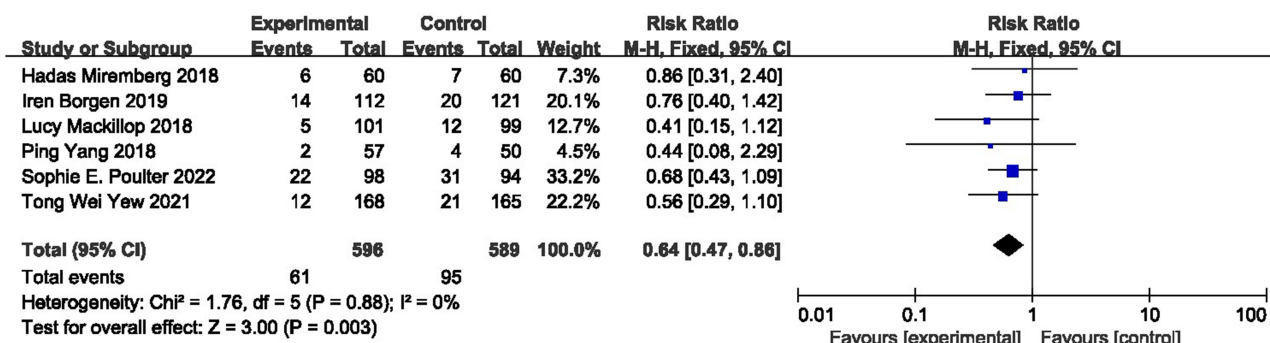 Experimental Control Risk Ratio Risk Ratio
Study or Subgroup Events Total Events Total Weight M-H, Fixed, 95% CI M-H, Fixed, 95% CI
Hadas Miremberg 2018 6 60 7 60 7.3% 0.86 [0.31, 2.40]
Iren Borgen 2019 14 112 20 121 20.1% 0.76 [0.40, 1.42]
Lucy Mackillop 2018 5 101 12 99 12.7% 0.41 [0.15, 1.12]
Ping Yang 2018 2 57 4 50 4.5% 0.44 [0.08, 2.29]
Sophie E. Poulter 2022 22 98 31 94 33.2% 0.68 [0.43, 1.09]
Tong Wei Yew 2021 12 168 21 165 22.2% 0.56 [0.29, 1.10]
Total (95% CI) 596 589 100.0% 0.64 [0.47, 0.86]
Total events 61 95
Heterogeneity: Chi² = 1.76, df = 5 (P = 0.88); I² = 0%
Test for overall effect: Z = 3.00 (P = 0.003)
0.01 0.1 1 10 100
Favours [experimental] Favours [control]